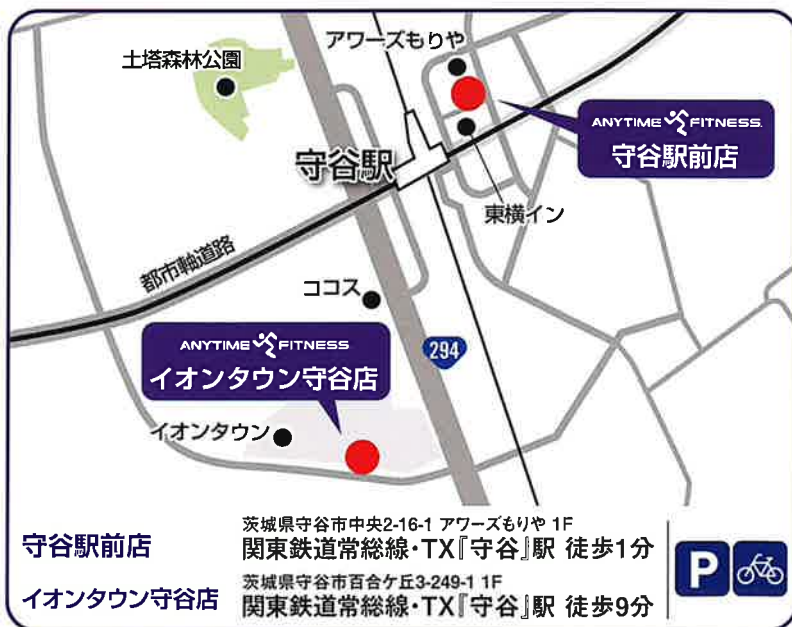 アワーズもりや
土塔森林公園
ANYTIME FITNESS
守谷駅前店
守谷駅
東横イン
都市軸道路
ココス
ANYTIME FITNESS
イオンタウン守谷店
294
イオンタウン
守谷駅前店
茨城県守谷市中央2-16-1 アワーズもりや 1F
関東鉄道常総線・TX『守谷』駅 徒歩1分
イオンタウン守谷店
茨城県守谷市百合ケ丘3-249-1 1F
関東鉄道常総線・TX『守谷』駅 徒歩9分
P